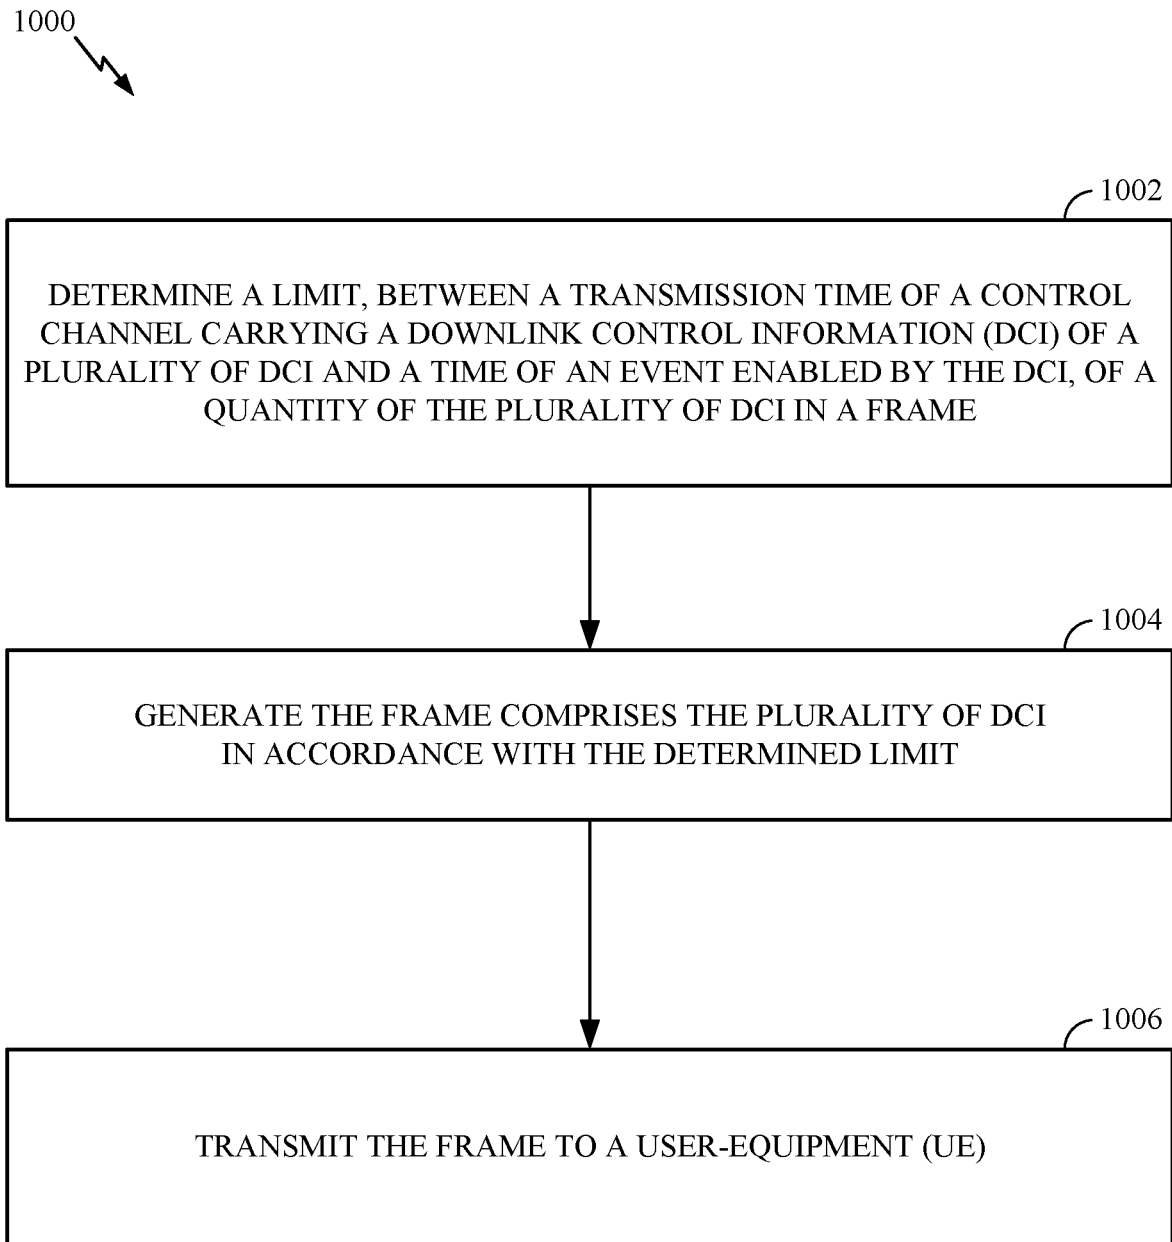 1000
1002
DETERMINE A LIMIT, BETWEEN A TRANSMISSION TIME OF A CONTROL
CHANNEL CARRYING A DOWNLINK CONTROL INFORMATION (DCI) OF A
PLURALITY OF DCI AND A TIME OF AN EVENT ENABLED BY THE DCI, OF A
QUANTITY OF THE PLURALITY OF DCI IN A FRAME
1004
GENERATE THE FRAME COMPRISES THE PLURALITY OF DCI
IN ACCORDANCE WITH THE DETERMINED LIMIT
1006
TRANSMIT THE FRAME TO A USER-EQUIPMENT (UE)